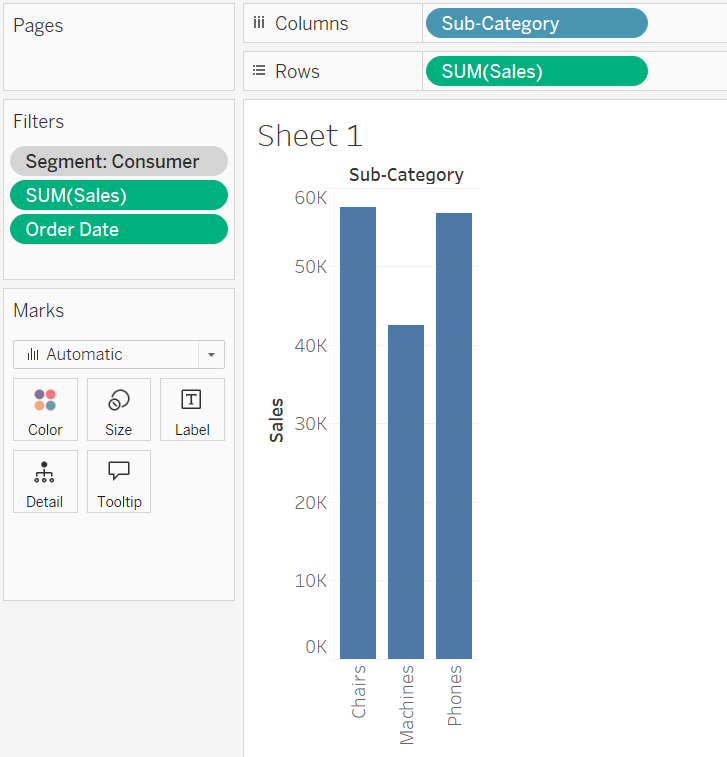 Pages
Columns
Sub-Category
Rows
SUM(Sales)
Filters
Segment: Consumer
SUM(Sales)
Order Date
Marks
Automatic
Color
Size
Label
Detail
Tooltip
Sheet 1
Sub-Category
60K
50K
40K
30K
20K
10K
0K
Sales
Chairs
Machines
Phones